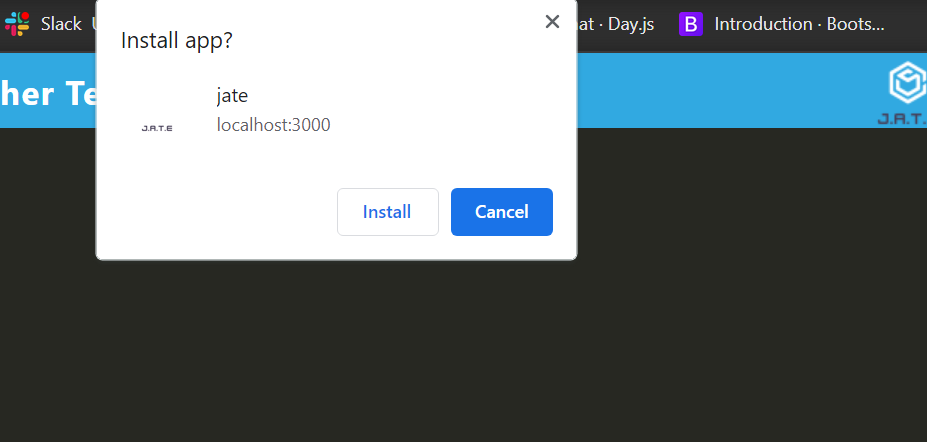 Slack U
at · Day.js
Introduction · Boots...
Install app?
jate
J.A.T.E
localhost:3000
Install
Cancel
her Te
J.A.T.